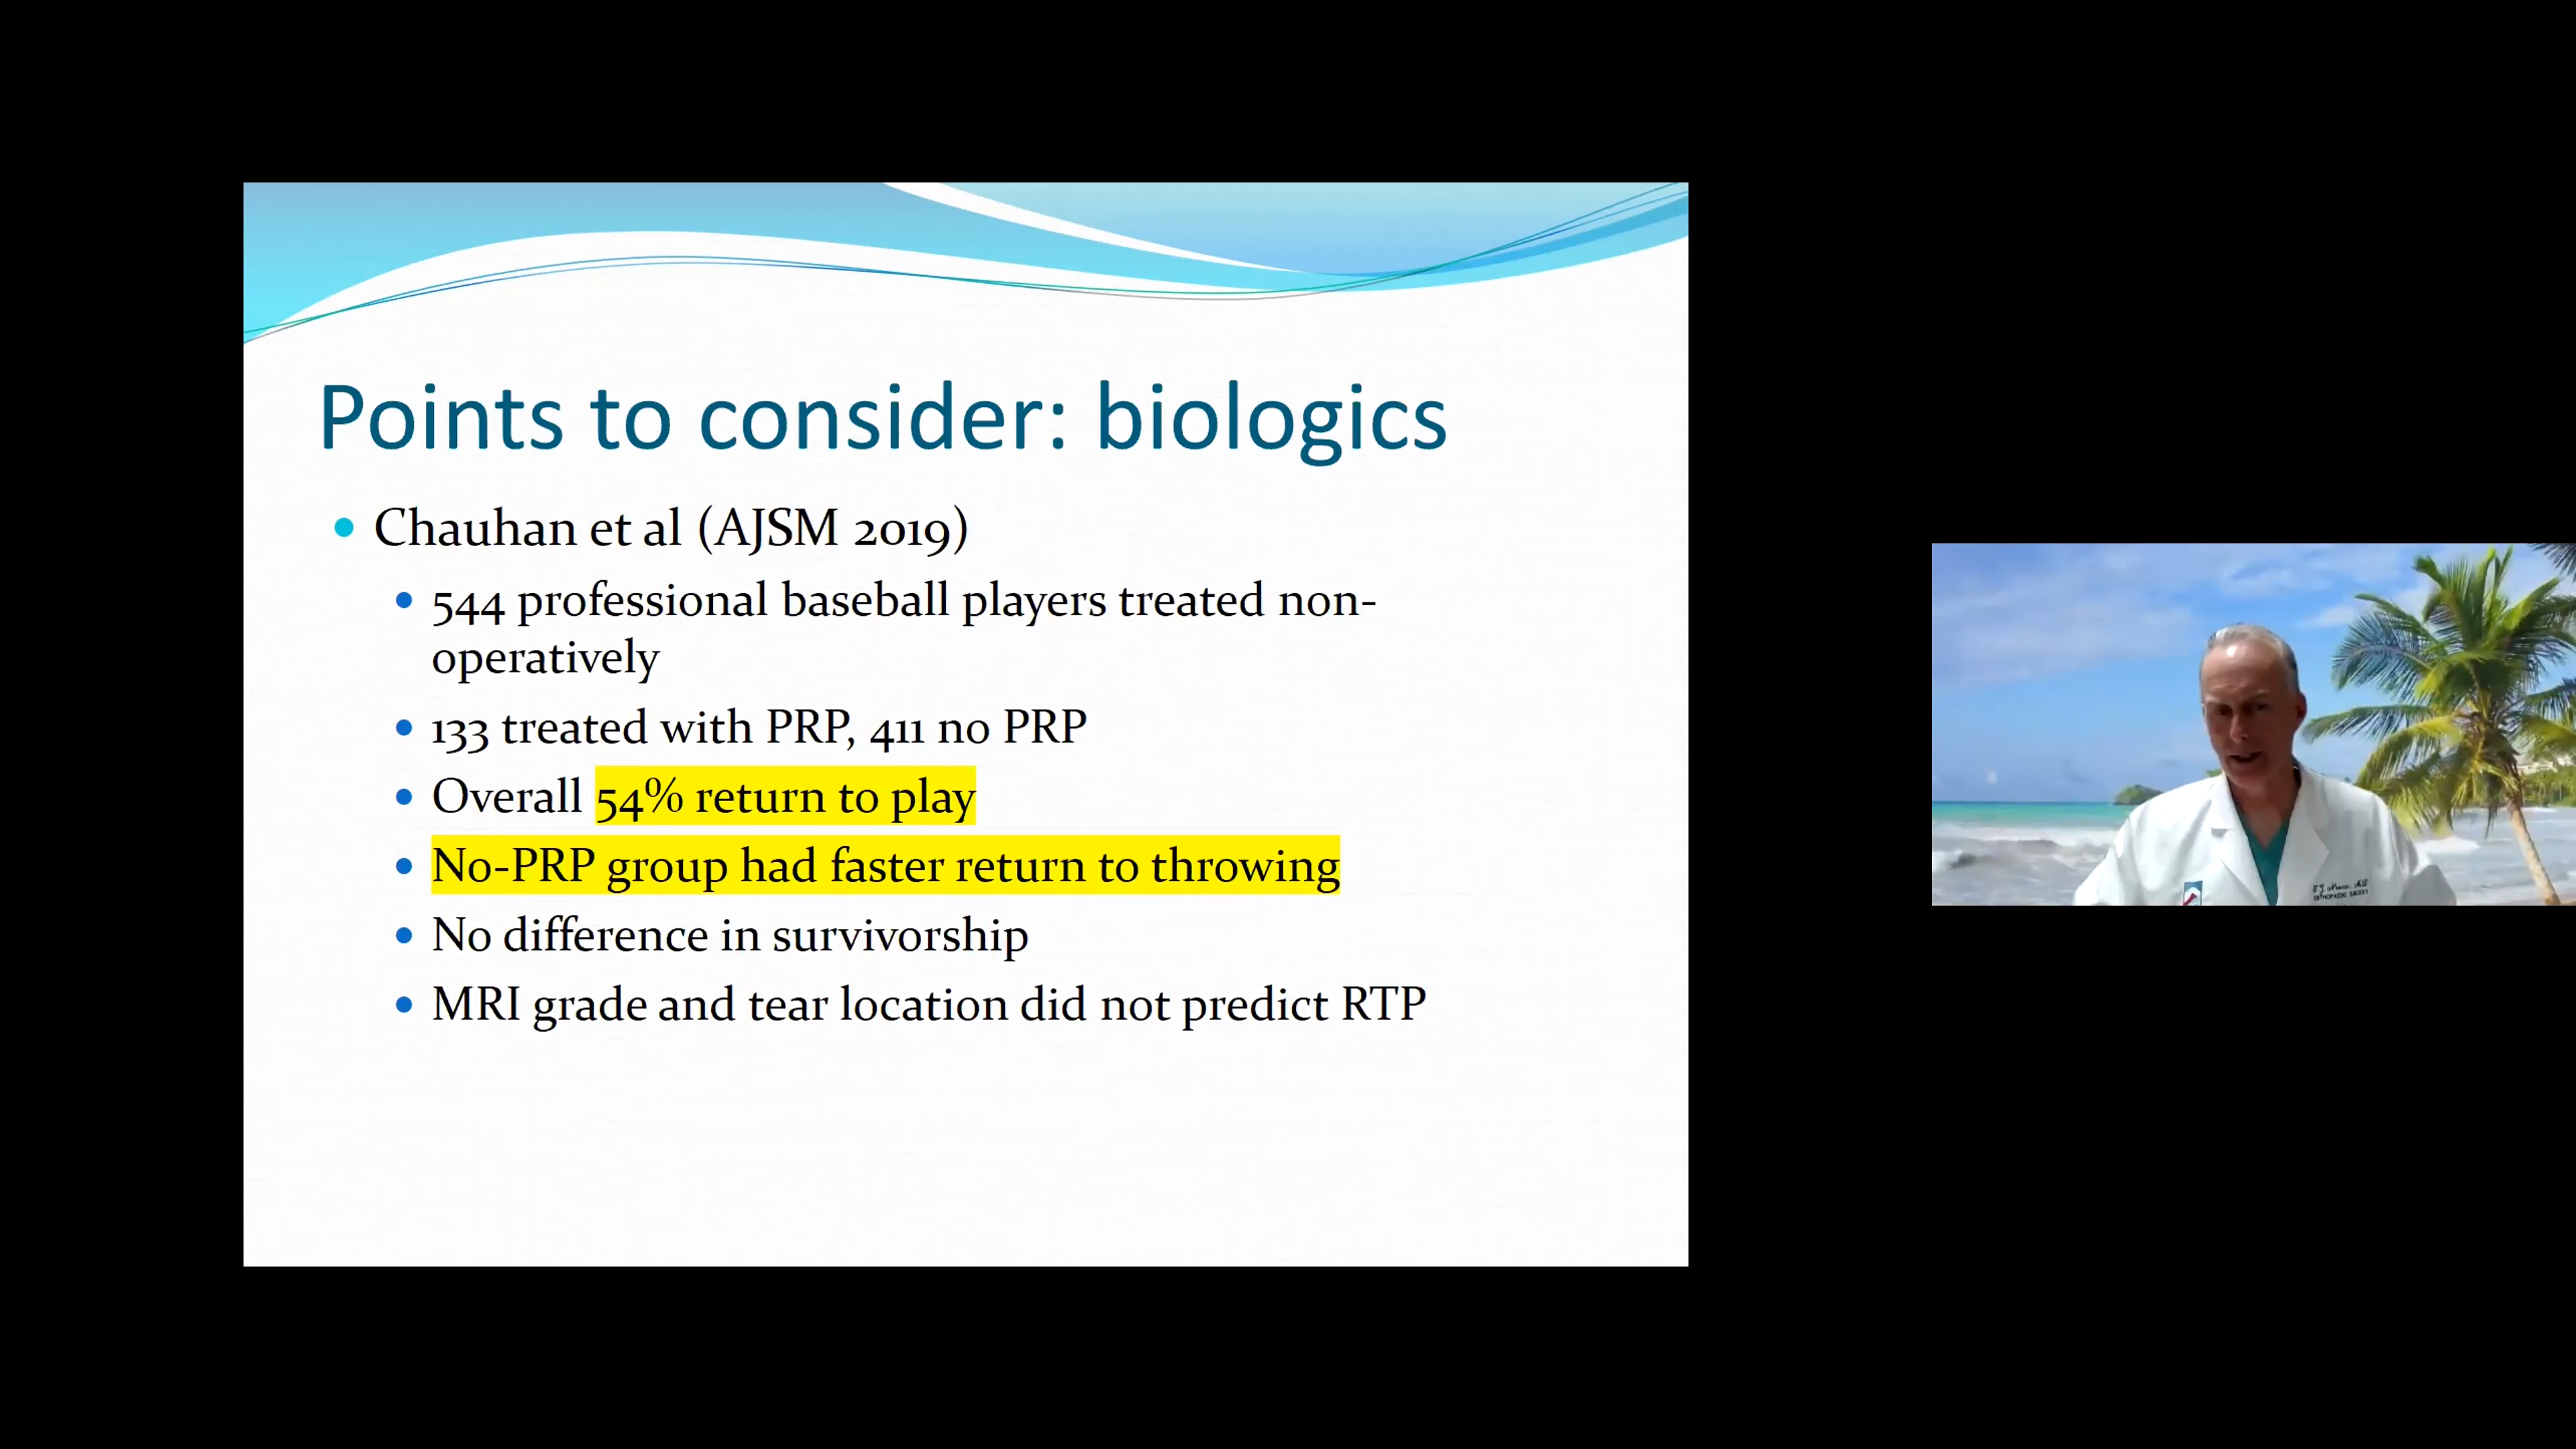 Points to consider: biologics
Chauhan et al (AJSM 2019)
544 professional baseball players treated non-
operatively
133 treated with PRP, 411 no PRP
Overall 54% return to play
No-PRP group had faster return to throwing
No difference in survivorship
MRI grade and tear location did not predict RTP
ORTHOPAEDIC SURGERY